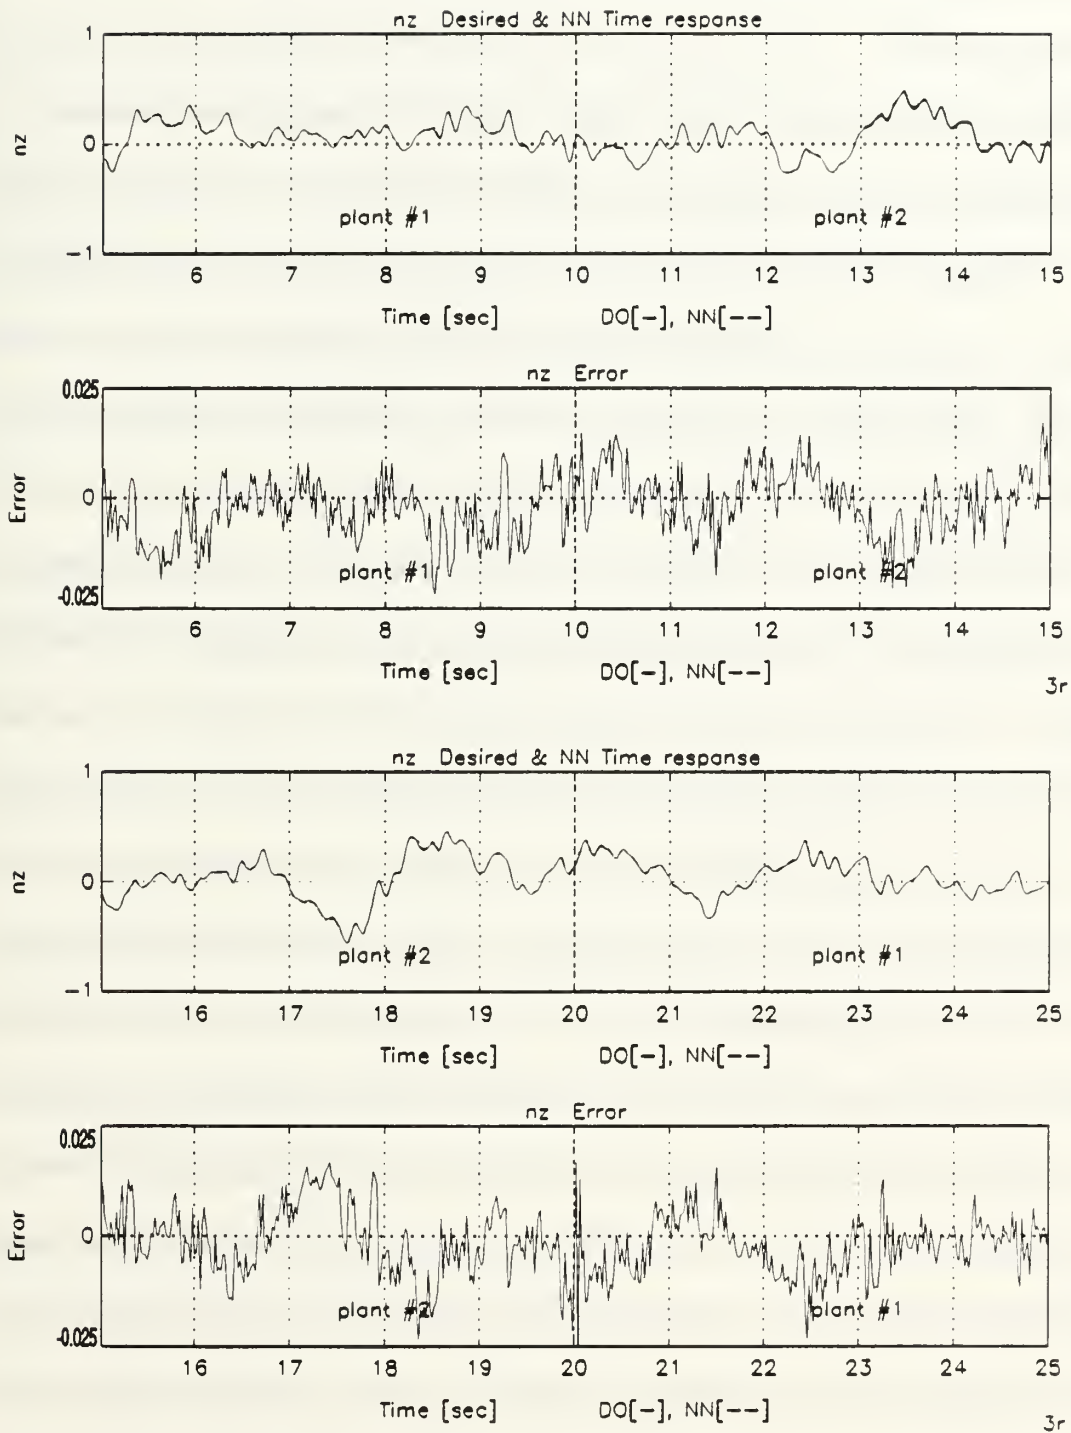 nz Desired & NN Time response
1
nz
0
plant #1
plant #2
-1
6 7 8 9 10 11 12 13 14 15
Time [sec] DO[-], NN[--]
nz Error
0.025
Error
0
plant #1
plant #2
-0.025
6 7 8 9 10 11 12 13 14 15
Time [sec] DO[-], NN[--]
3r
nz Desired & NN Time response
1
nz
0
plant #2
plant #1
-1
16 17 18 19 20 21 22 23 24 25
Time [sec] DO[-], NN[--]
nz Error
0.025
Error
0
plant #2
plant #1
-0.025
16 17 18 19 20 21 22 23 24 25
Time [sec] DO[-], NN[--]
3r